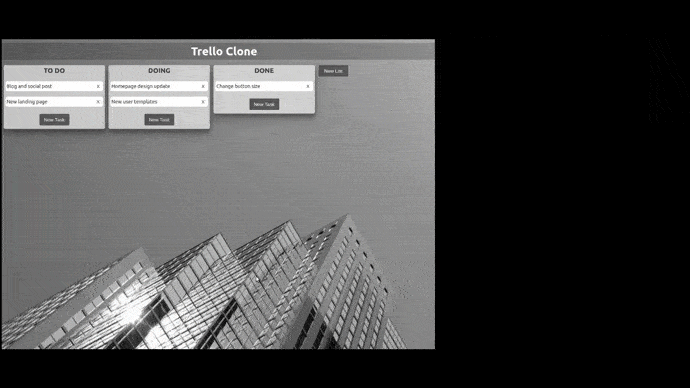 Trello Clone
TO DO
Blog and social post X
New landing page X
New Task
DOING
Homepage design update X
New user templates X
New Task
DONE
Change button size X
New Task
New List